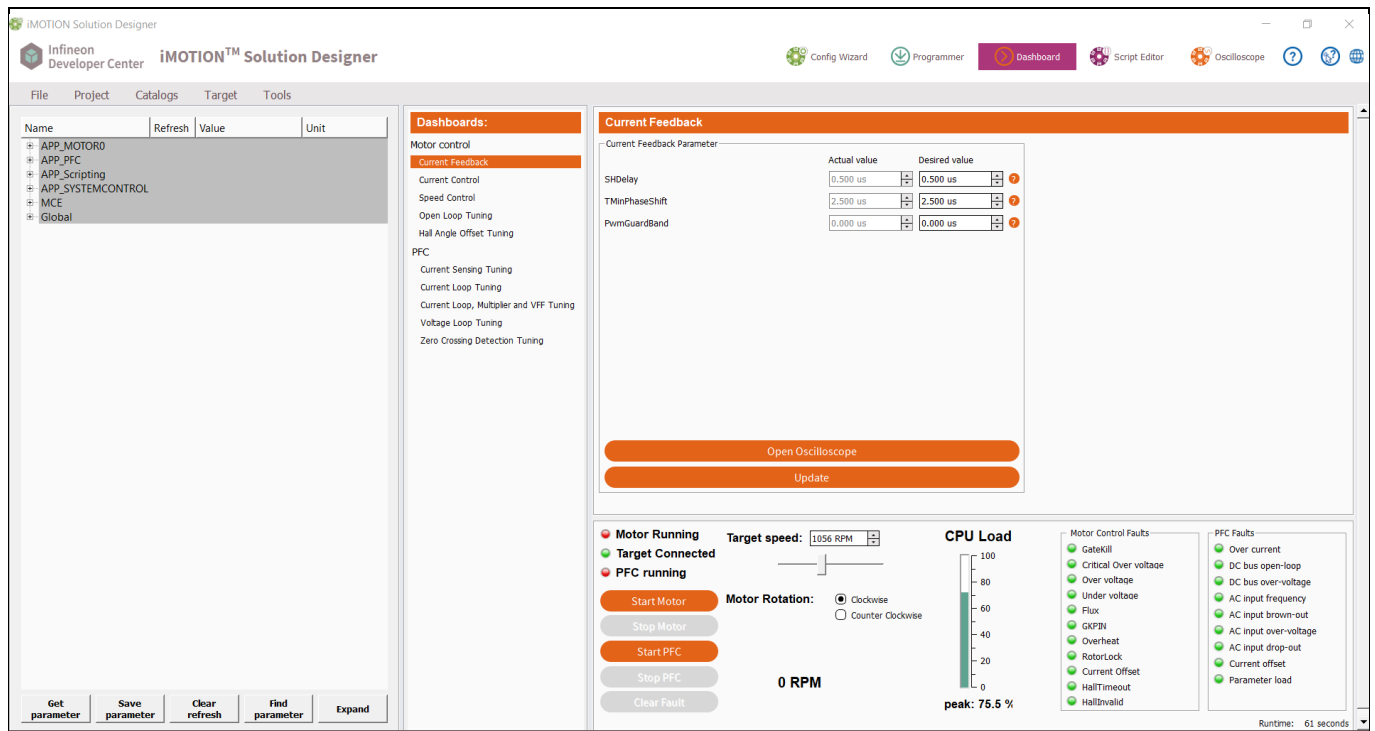 iMOTION Solution Designer
Infineon
Developer Center
iMOTION™ Solution Designer
Config Wizard
Programmer
Dashboard
Script Editor
Oscilloscope
File Project Catalogs Target Tools
Name Refresh Value Unit
APP_MOTOR0
APP_PFC
APP_Scripting
APP_SYSTEMCONTROL
MCE
Global
Get parameter
Save parameter
Clear refresh
Find parameter
Expand
Dashboards:
Motor control
Current Feedback
Current Control
Speed Control
Open Loop Tuning
Hall Angle Offset Tuning
PFC
Current Sensing Tuning
Current Loop Tuning
Current Loop, Multiplier and VFF Tuning
Voltage Loop Tuning
Zero Crossing Detection Tuning
Current Feedback
Current Feedback Parameter
Actual value Desired value
SHDelay 0.500 us 0.500 us ?
TMinPhaseShift 2.500 us 2.500 us ?
PwmGuardBand 0.000 us 0.000 us ?
Open Oscilloscope
Update
Motor Running
Target Connected
PFC running
Start Motor
Stop Motor
Start PFC
Stop PFC
Clear Fault
Target speed: 1056 RPM
Motor Rotation: Clockwise
Counter Clockwise
0 RPM
CPU Load
100
80
60
40
20
0
peak: 75.5 %
Motor Control Faults
GateKill
Critical Over voltage
Over voltage
Under voltage
Flux
GKPIN
Overheat
RotorLock
Current Offset
HallTimeout
HallInvalid
PFC Faults
Over current
DC bus open-loop
DC bus over-voltage
AC input frequency
AC input brown-out
AC input over-voltage
AC input drop-out
Current offset
Parameter load
Runtime: 61 seconds